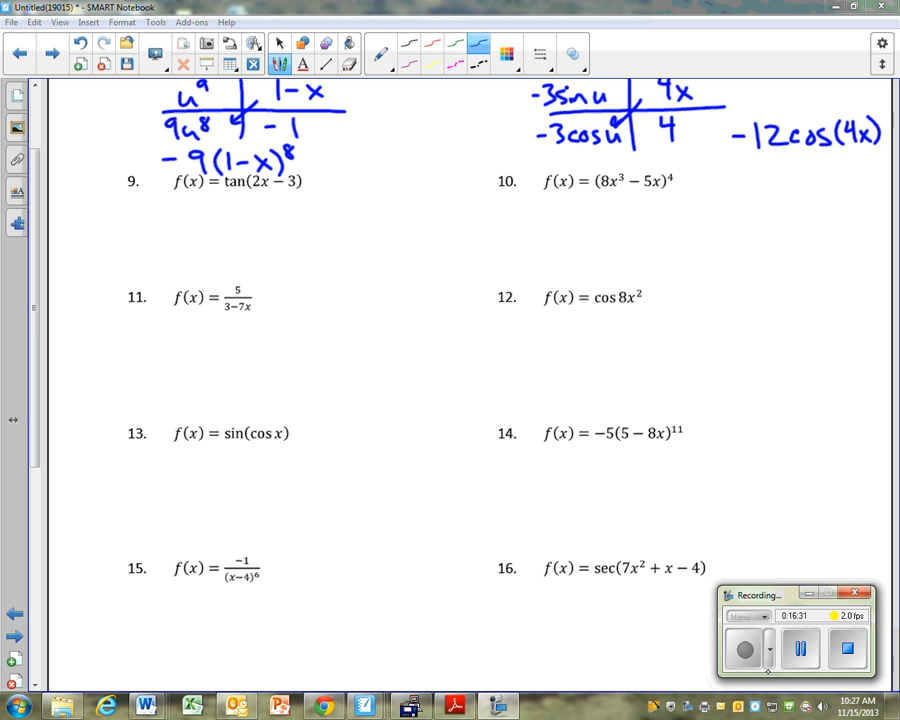 Untitled(19015) * - SMART Notebook
File Edit View Insert Format Tools Add-ons Help
u⁹ 1-x
9u⁸ -1
-9(1-x)⁸
-3sinu 4x
-3cosu 4 -12cos(4x)
9. f(x) = tan(2x − 3)
10. f(x) = (8x³ − 5x)⁴
11. f(x) = 5/(3−7x)
12. f(x) = cos 8x²
13. f(x) = sin(cos x)
14. f(x) = −5(5 − 8x)¹¹
15. f(x) = −1/(x−4)⁶
16. f(x) = sec(7x² + x − 4)
Recording...
Menu 0:16:31 2.0 fps
10:27 AM
11/15/2013